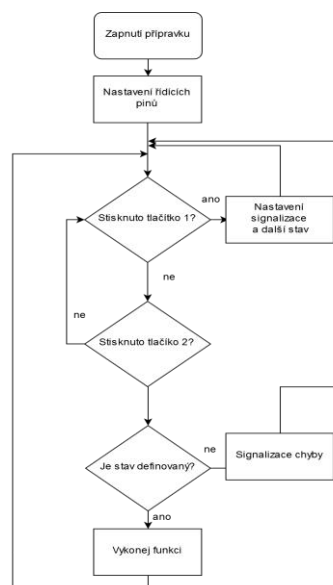 Zapnutí přípravku
Nastavení řídících
pinů
Stisknuto tlačítko 1?
ano
Nastavení
signalizace
a další stav
ne
ne
Stisknuto tlačíko 2?
Je stav definovaný?
ne
Signalizace chyby
ano
Vykonej funkci